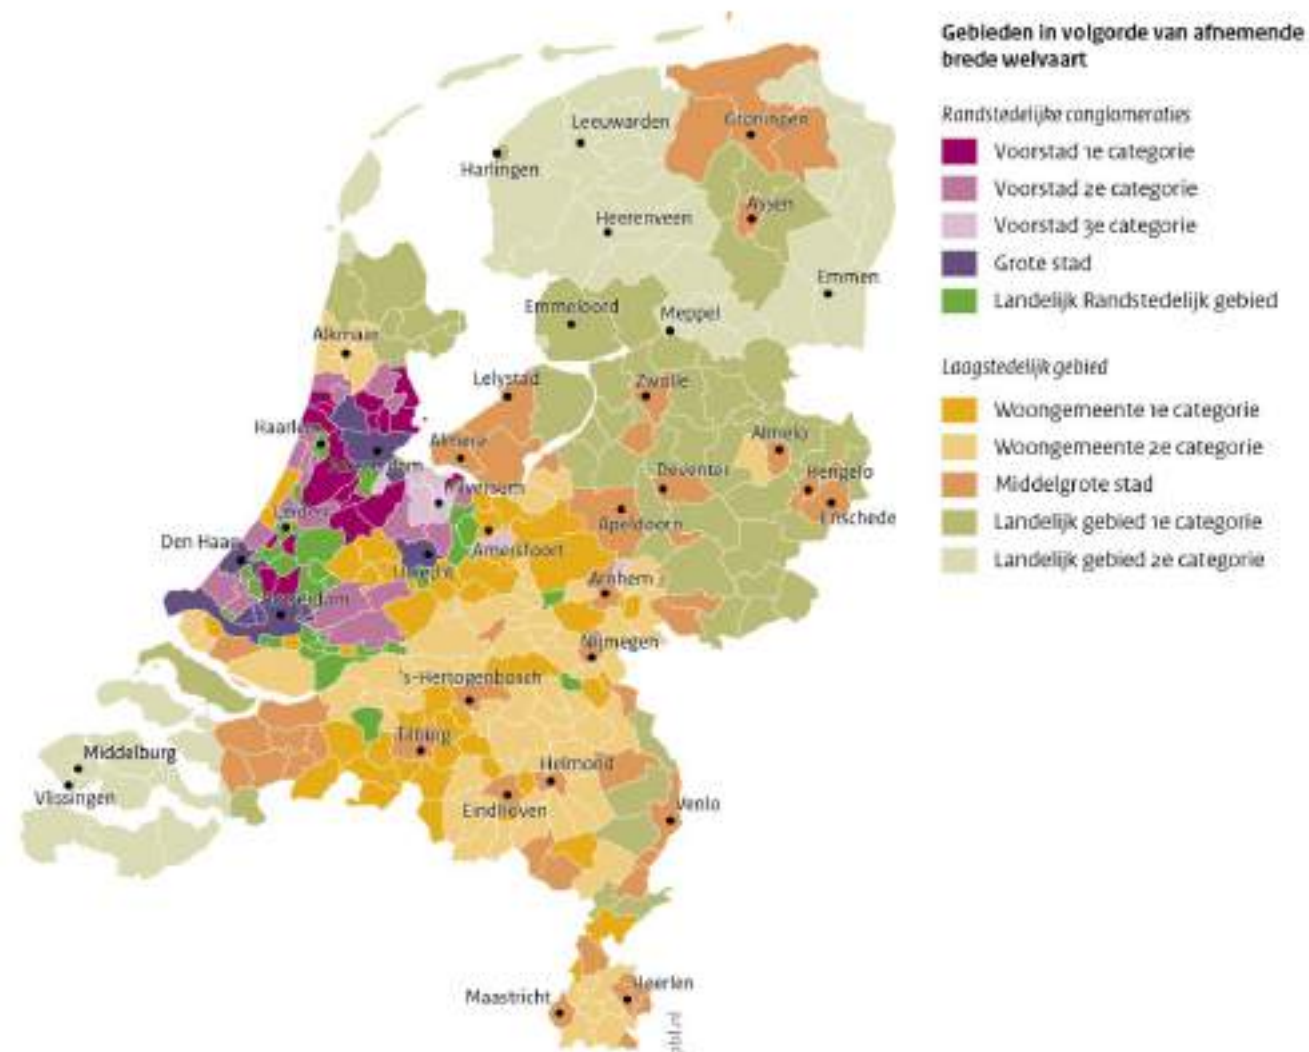 Gebieden in volgorde van afnemende
brede welvaart
Randstedelijke conglomeraties
Voorstad 1e categorie
Voorstad 2e categorie
Voorstad 3e categorie
Grote stad
Landelijk Randstedelijk gebied
Laagstedelijk gebied
Woongemeente 1e categorie
Woongemeente 2e categorie
Middelgrote stad
Landelijk gebied 1e categorie
Landelijk gebied 2e categorie
Leeuwarden
Groningen
Harlingen
Assen
Heerenveen
Emmen
Emmeloord
Meppel
Alkmaar
Lelystad
Zwolle
Haarlem
Almere
Almelo
Deventer
Hengelo
Enschede
Apeldoorn
Leiden
Den Haag
Amersfoort
Utrecht
Arnhem
Nijmegen
's-Hertogenbosch
Tilburg
Middelburg
Vlissingen
Helmond
Eindhoven
Venlo
Maastricht
Heerlen
pbl.nl